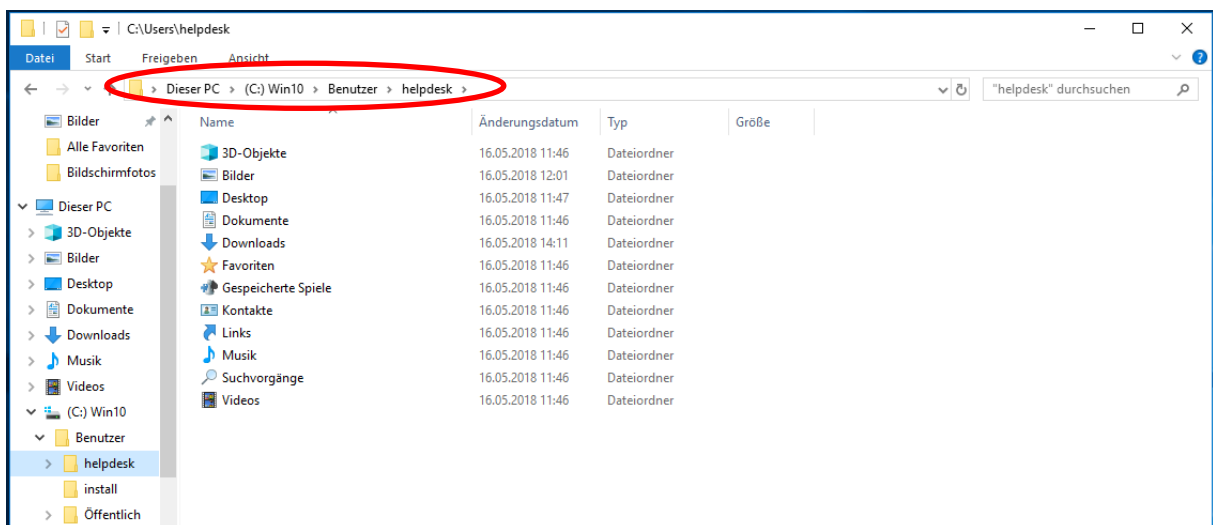 C:\Users\helpdesk
Datei Start Freigeben Ansicht
Dieser PC > (C:) Win10 > Benutzer > helpdesk > "helpdesk" durchsuchen
Bilder
Alle Favoriten
Bildschirmfotos
Dieser PC
3D-Objekte
Bilder
Desktop
Dokumente
Downloads
Musik
Videos
(C:) Win10
Benutzer
helpdesk
install
Öffentlich
Name Änderungsdatum Typ Größe
3D-Objekte 16.05.2018 11:46 Dateiordner
Bilder 16.05.2018 12:01 Dateiordner
Desktop 16.05.2018 11:47 Dateiordner
Dokumente 16.05.2018 11:46 Dateiordner
Downloads 16.05.2018 14:11 Dateiordner
Favoriten 16.05.2018 11:46 Dateiordner
Gespeicherte Spiele 16.05.2018 11:46 Dateiordner
Kontakte 16.05.2018 11:46 Dateiordner
Links 16.05.2018 11:46 Dateiordner
Musik 16.05.2018 11:46 Dateiordner
Suchvorgänge 16.05.2018 11:46 Dateiordner
Videos 16.05.2018 11:46 Dateiordner